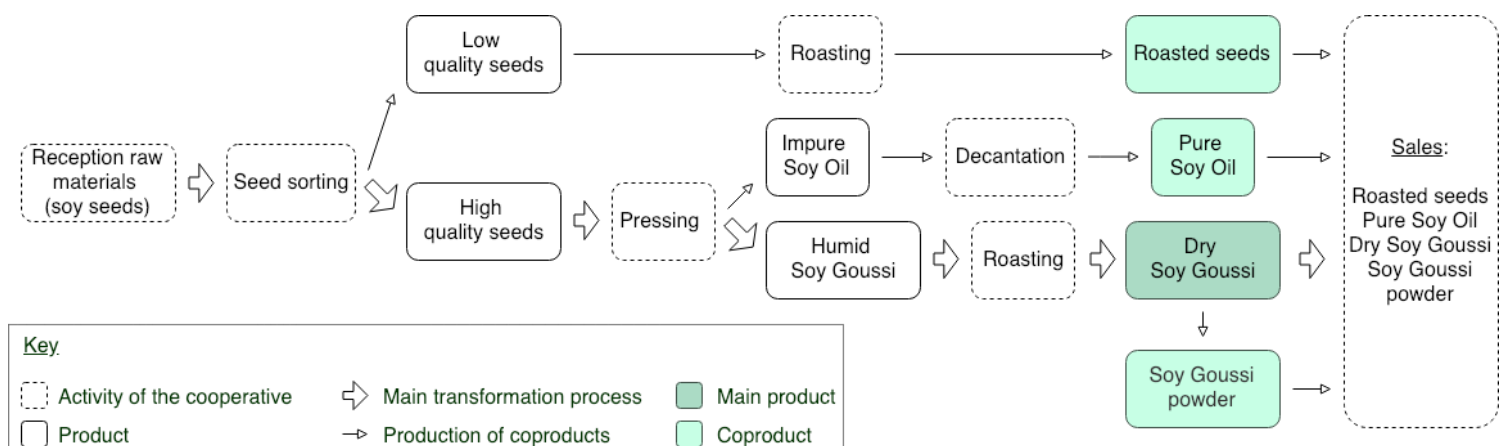 Low
quality seeds
Roasting
Roasted seeds
Reception raw
materials
(soy seeds)
Seed sorting
High
quality seeds
Pressing
Impure
Soy Oil
Decantation
Pure
Soy Oil
Humid
Soy Goussi
Roasting
Dry
Soy Goussi
Soy Goussi
powder
Sales:
Roasted seeds
Pure Soy Oil
Dry Soy Goussi
Soy Goussi
powder
Key
Activity of the cooperative
Main transformation process
Main product
Product
Production of coproducts
Coproduct